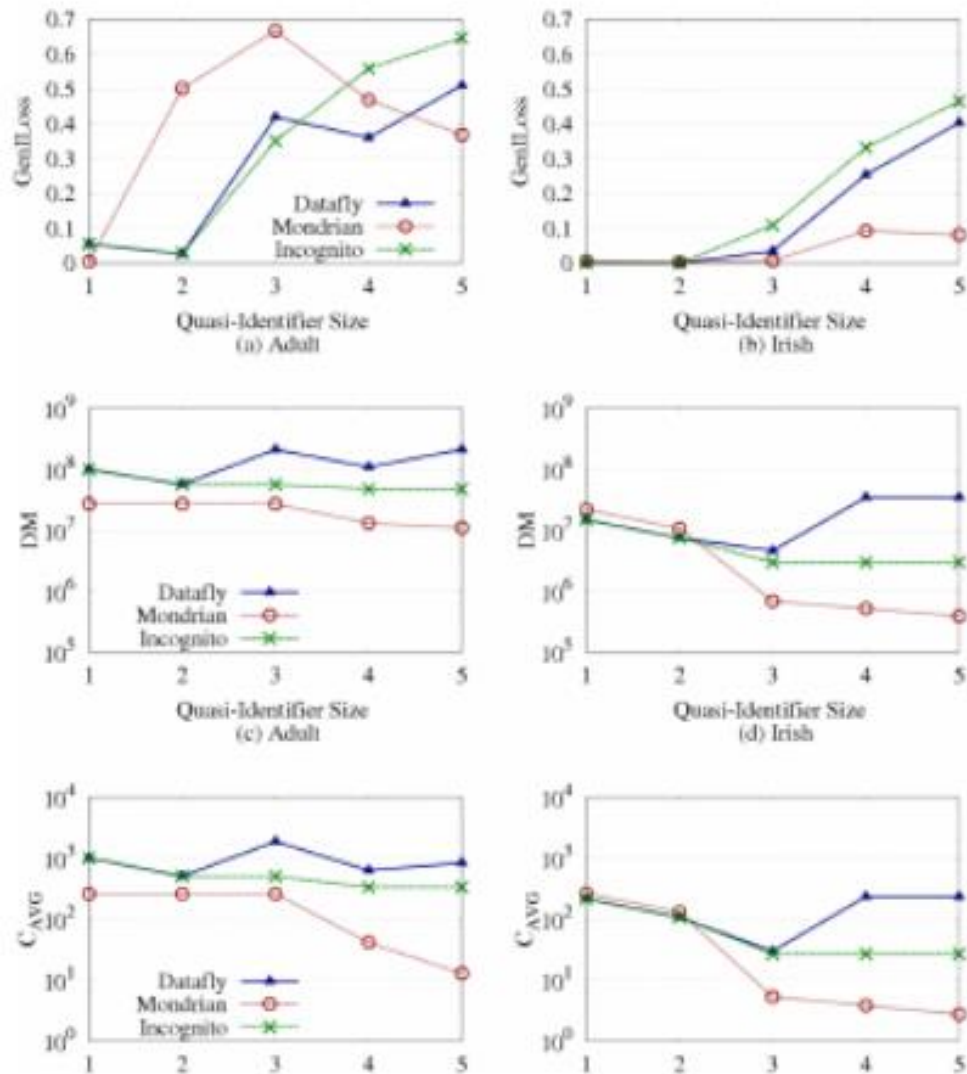 0.7
0.6
0.5
0.4
0.3
0.2
0.1
0
GenILoss
Datafly
Mondrian
Incognito
1 2 3 4 5
Quasi-Identifier Size
(a) Adult
0.7
0.6
0.5
0.4
0.3
0.2
0.1
0
GenILoss
1 2 3 4 5
Quasi-Identifier Size
(b) Irish
10⁹
10⁸
10⁷
10⁶
10⁵
DM
Datafly
Mondrian
Incognito
1 2 3 4 5
Quasi-Identifier Size
(c) Adult
10⁹
10⁸
10⁷
10⁶
10⁵
DM
1 2 3 4 5
Quasi-Identifier Size
(d) Irish
10⁴
10³
10²
10¹
10⁰
C_AVG
Datafly
Mondrian
Incognito
1 2 3 4 5
10⁴
10³
10²
10¹
10⁰
C_AVG
1 2 3 4 5